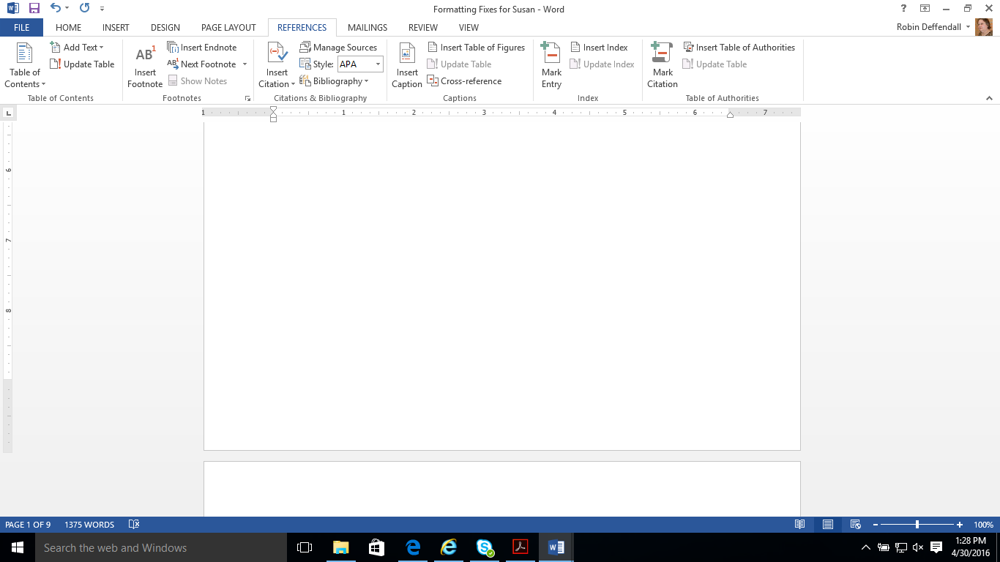 Formatting Fixes for Susan - Word
?
FILE HOME INSERT DESIGN PAGE LAYOUT REFERENCES MAILINGS REVIEW VIEW Robin Deffendall
Table of Contents
Add Text
Update Table
Table of Contents
AB1
Insert Footnote
Insert Endnote
AB1 Next Footnote
Show Notes
Footnotes
Insert Citation
Manage Sources
Style: APA
Bibliography
Citations & Bibliography
Insert Caption
Insert Table of Figures
Update Table
Cross-reference
Captions
Mark Entry
Insert Index
Update Index
Index
Mark Citation
Insert Table of Authorities
Update Table
Table of Authorities
1 1 2 3 4 5 6 7
6
7
8
PAGE 1 OF 9 1375 WORDS 100%
Search the web and Windows
1:28 PM
4/30/2016